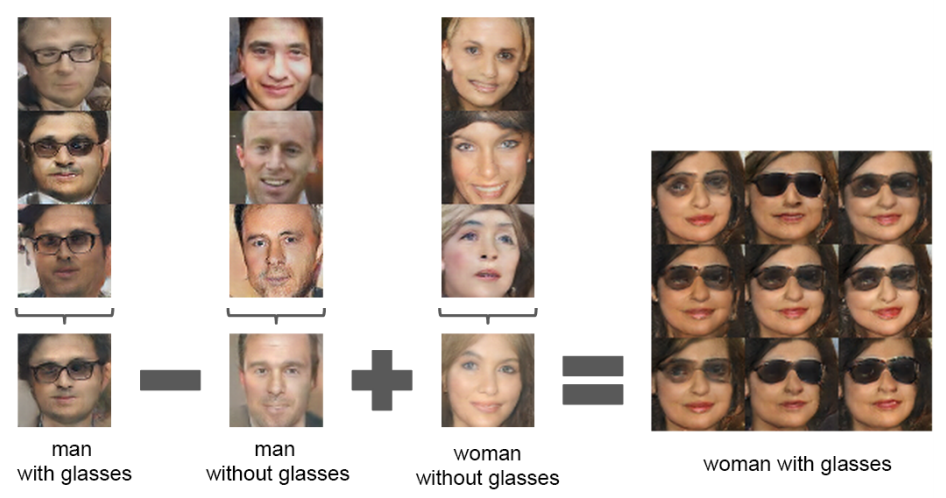 man
with glasses
man
without glasses
woman
without glasses
woman with glasses